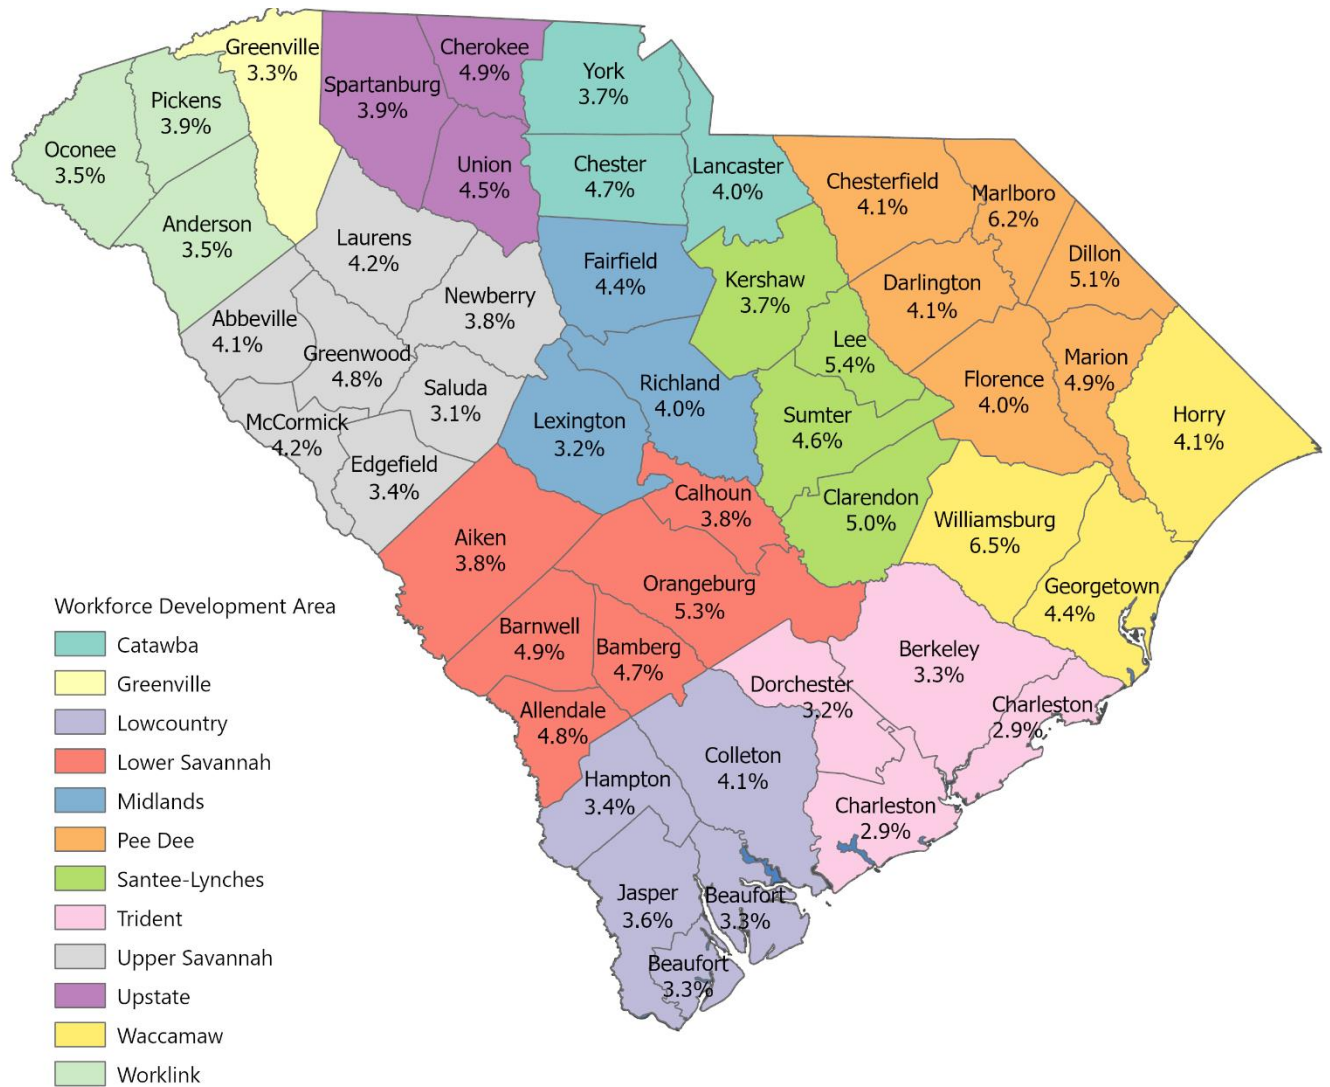 Greenville
3.3%
Cherokee
4.9%
York
3.7%
Spartanburg
3.9%
Pickens
3.9%
Oconee
3.5%
Union
4.5%
Chester
4.7%
Lancaster
4.0%
Chesterfield
4.1%
Marlboro
6.2%
Anderson
3.5%
Laurens
4.2%
Fairfield
4.4%
Kershaw
3.7%
Darlington
4.1%
Dillon
5.1%
Newberry
3.8%
Abbeville
4.1%
Greenwood
4.8%
Saluda
3.1%
Richland
4.0%
Lee
5.4%
Florence
4.0%
Marion
4.9%
Horry
4.1%
McCormick
4.2%
Lexington
3.2%
Sumter
4.6%
Edgefield
3.4%
Calhoun
3.8%
Clarendon
5.0%
Williamsburg
6.5%
Aiken
3.8%
Orangeburg
5.3%
Georgetown
4.4%
Barnwell
4.9%
Bamberg
4.7%
Berkeley
3.3%
Dorchester
3.2%
Charleston
2.9%
Allendale
4.8%
Colleton
4.1%
Hampton
3.4%
Charleston
2.9%
Jasper
3.6%
Beaufort
3.3%
Beaufort
3.3%
Workforce Development Area
Catawba
Greenville
Lowcountry
Lower Savannah
Midlands
Pee Dee
Santee-Lynches
Trident
Upper Savannah
Upstate
Waccamaw
Worklink